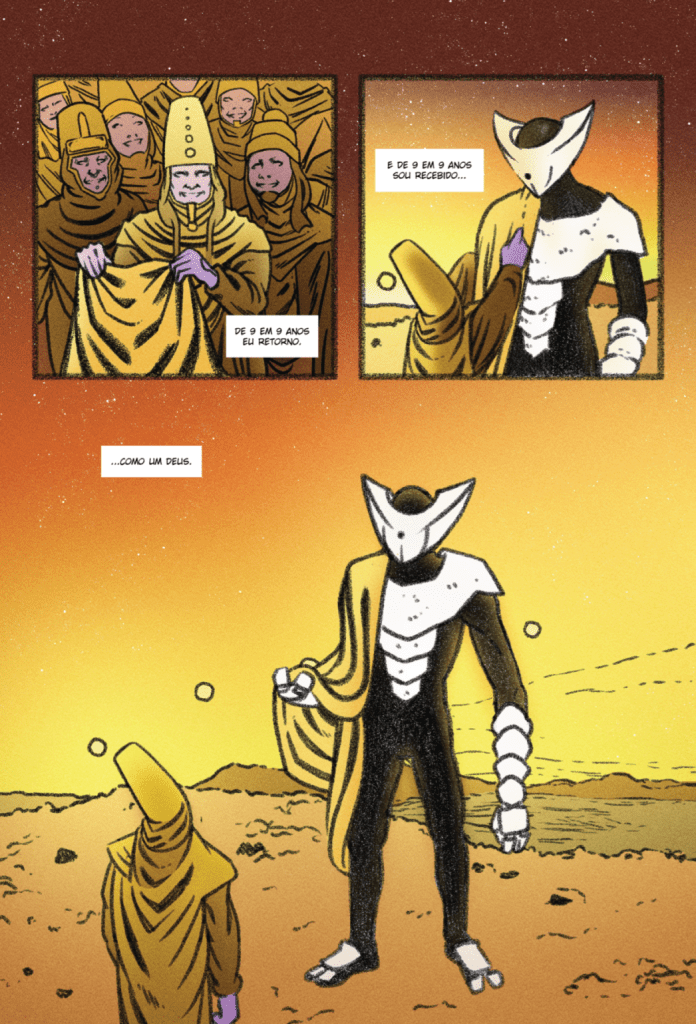 DE 9 EM 9 ANOS
EU RETORNO.
E DE 9 EM 9 ANOS
SOU RECEBIDO...
...COMO UM DEUS.